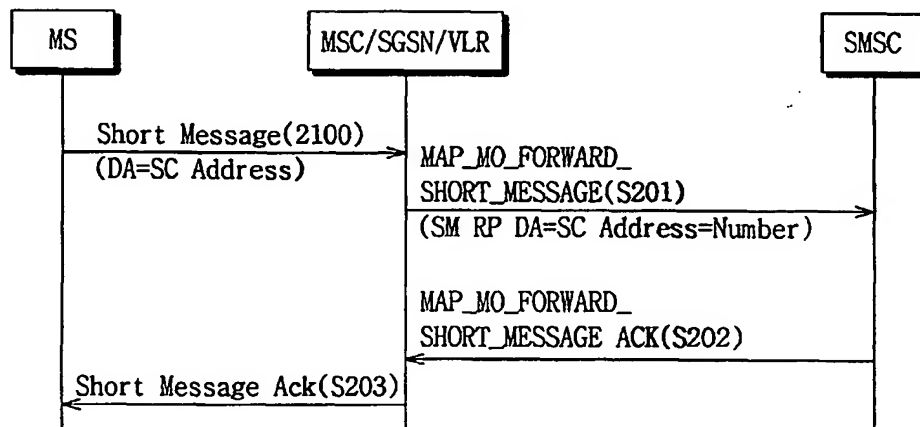 MS
MSC/SGSN/VLR
SMSC
Short Message(2100)
(DA=SC Address)
MAP_MO_FORWARD_
SHORT_MESSAGE(S201)
(SM RP DA=SC Address=Number)
MAP_MO_FORWARD_
SHORT_MESSAGE ACK(S202)
Short Message Ack(S203)